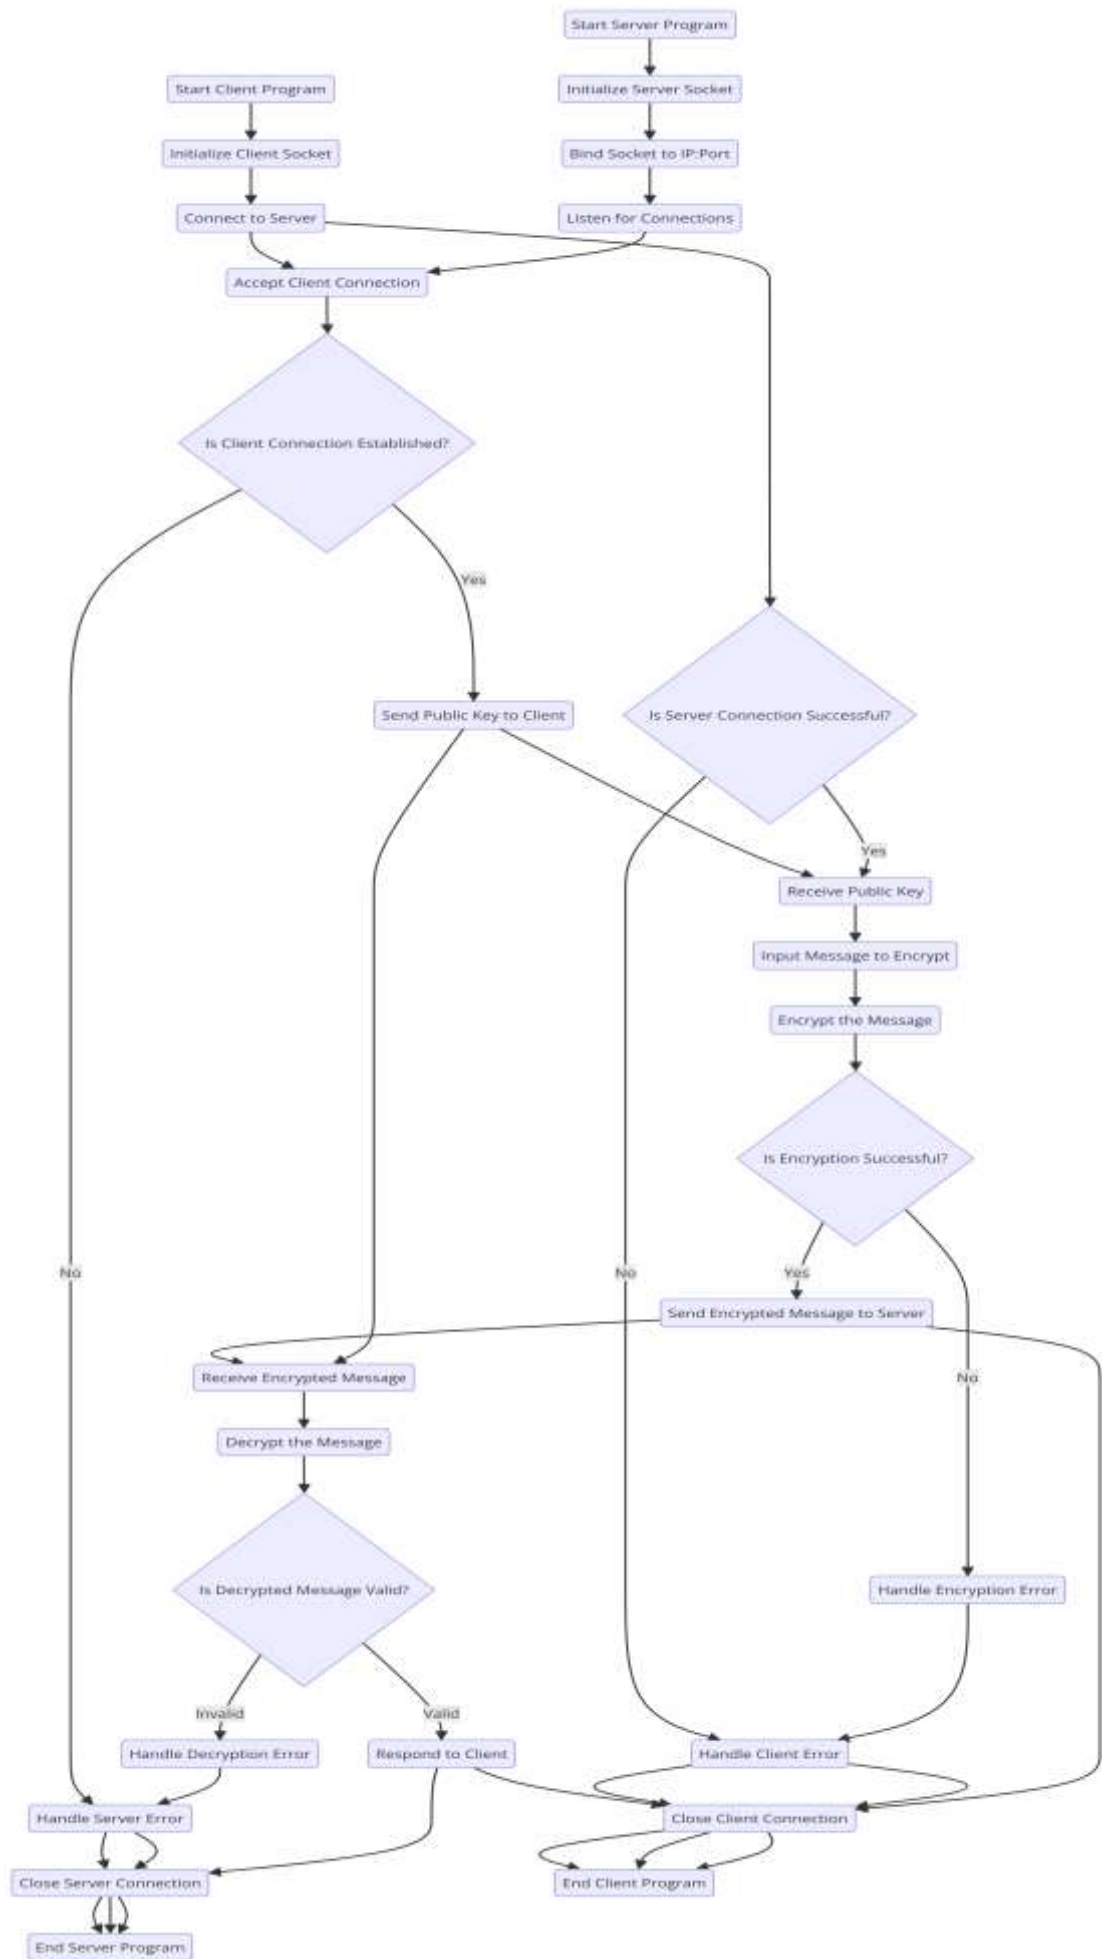 Start Server Program
Start Client Program
Initialize Server Socket
Initialize Client Socket
Bind Socket to IP:Port
Connect to Server
Listen for Connections
Accept Client Connection
Is Client Connection Established?
Yes
Send Public Key to Client
Is Server Connection Successful?
Yes
Receive Public Key
Input Message to Encrypt
Encrypt the Message
Is Encryption Successful?
No
No
Yes
Send Encrypted Message to Server
Receive Encrypted Message
No
Decrypt the Message
Is Decrypted Message Valid?
Handle Encryption Error
Invalid
Valid
Handle Decryption Error
Respond to Client
Handle Client Error
Handle Server Error
Close Client Connection
Close Server Connection
End Client Program
End Server Program